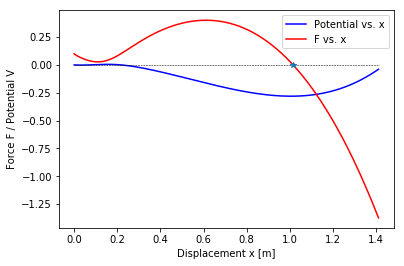 Potential vs. x
F vs. x
0.25
0.00
−0.25
−0.50
−0.75
−1.00
−1.25
Force F / Potential V
0.0 0.2 0.4 0.6 0.8 1.0 1.2 1.4
Displacement x [m]